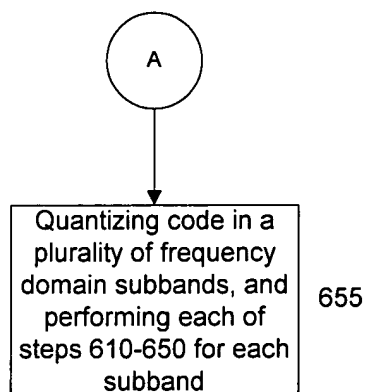 A
Quantizing code in a
plurality of frequency
domain subbands, and
performing each of
steps 610-650 for each
subband
655